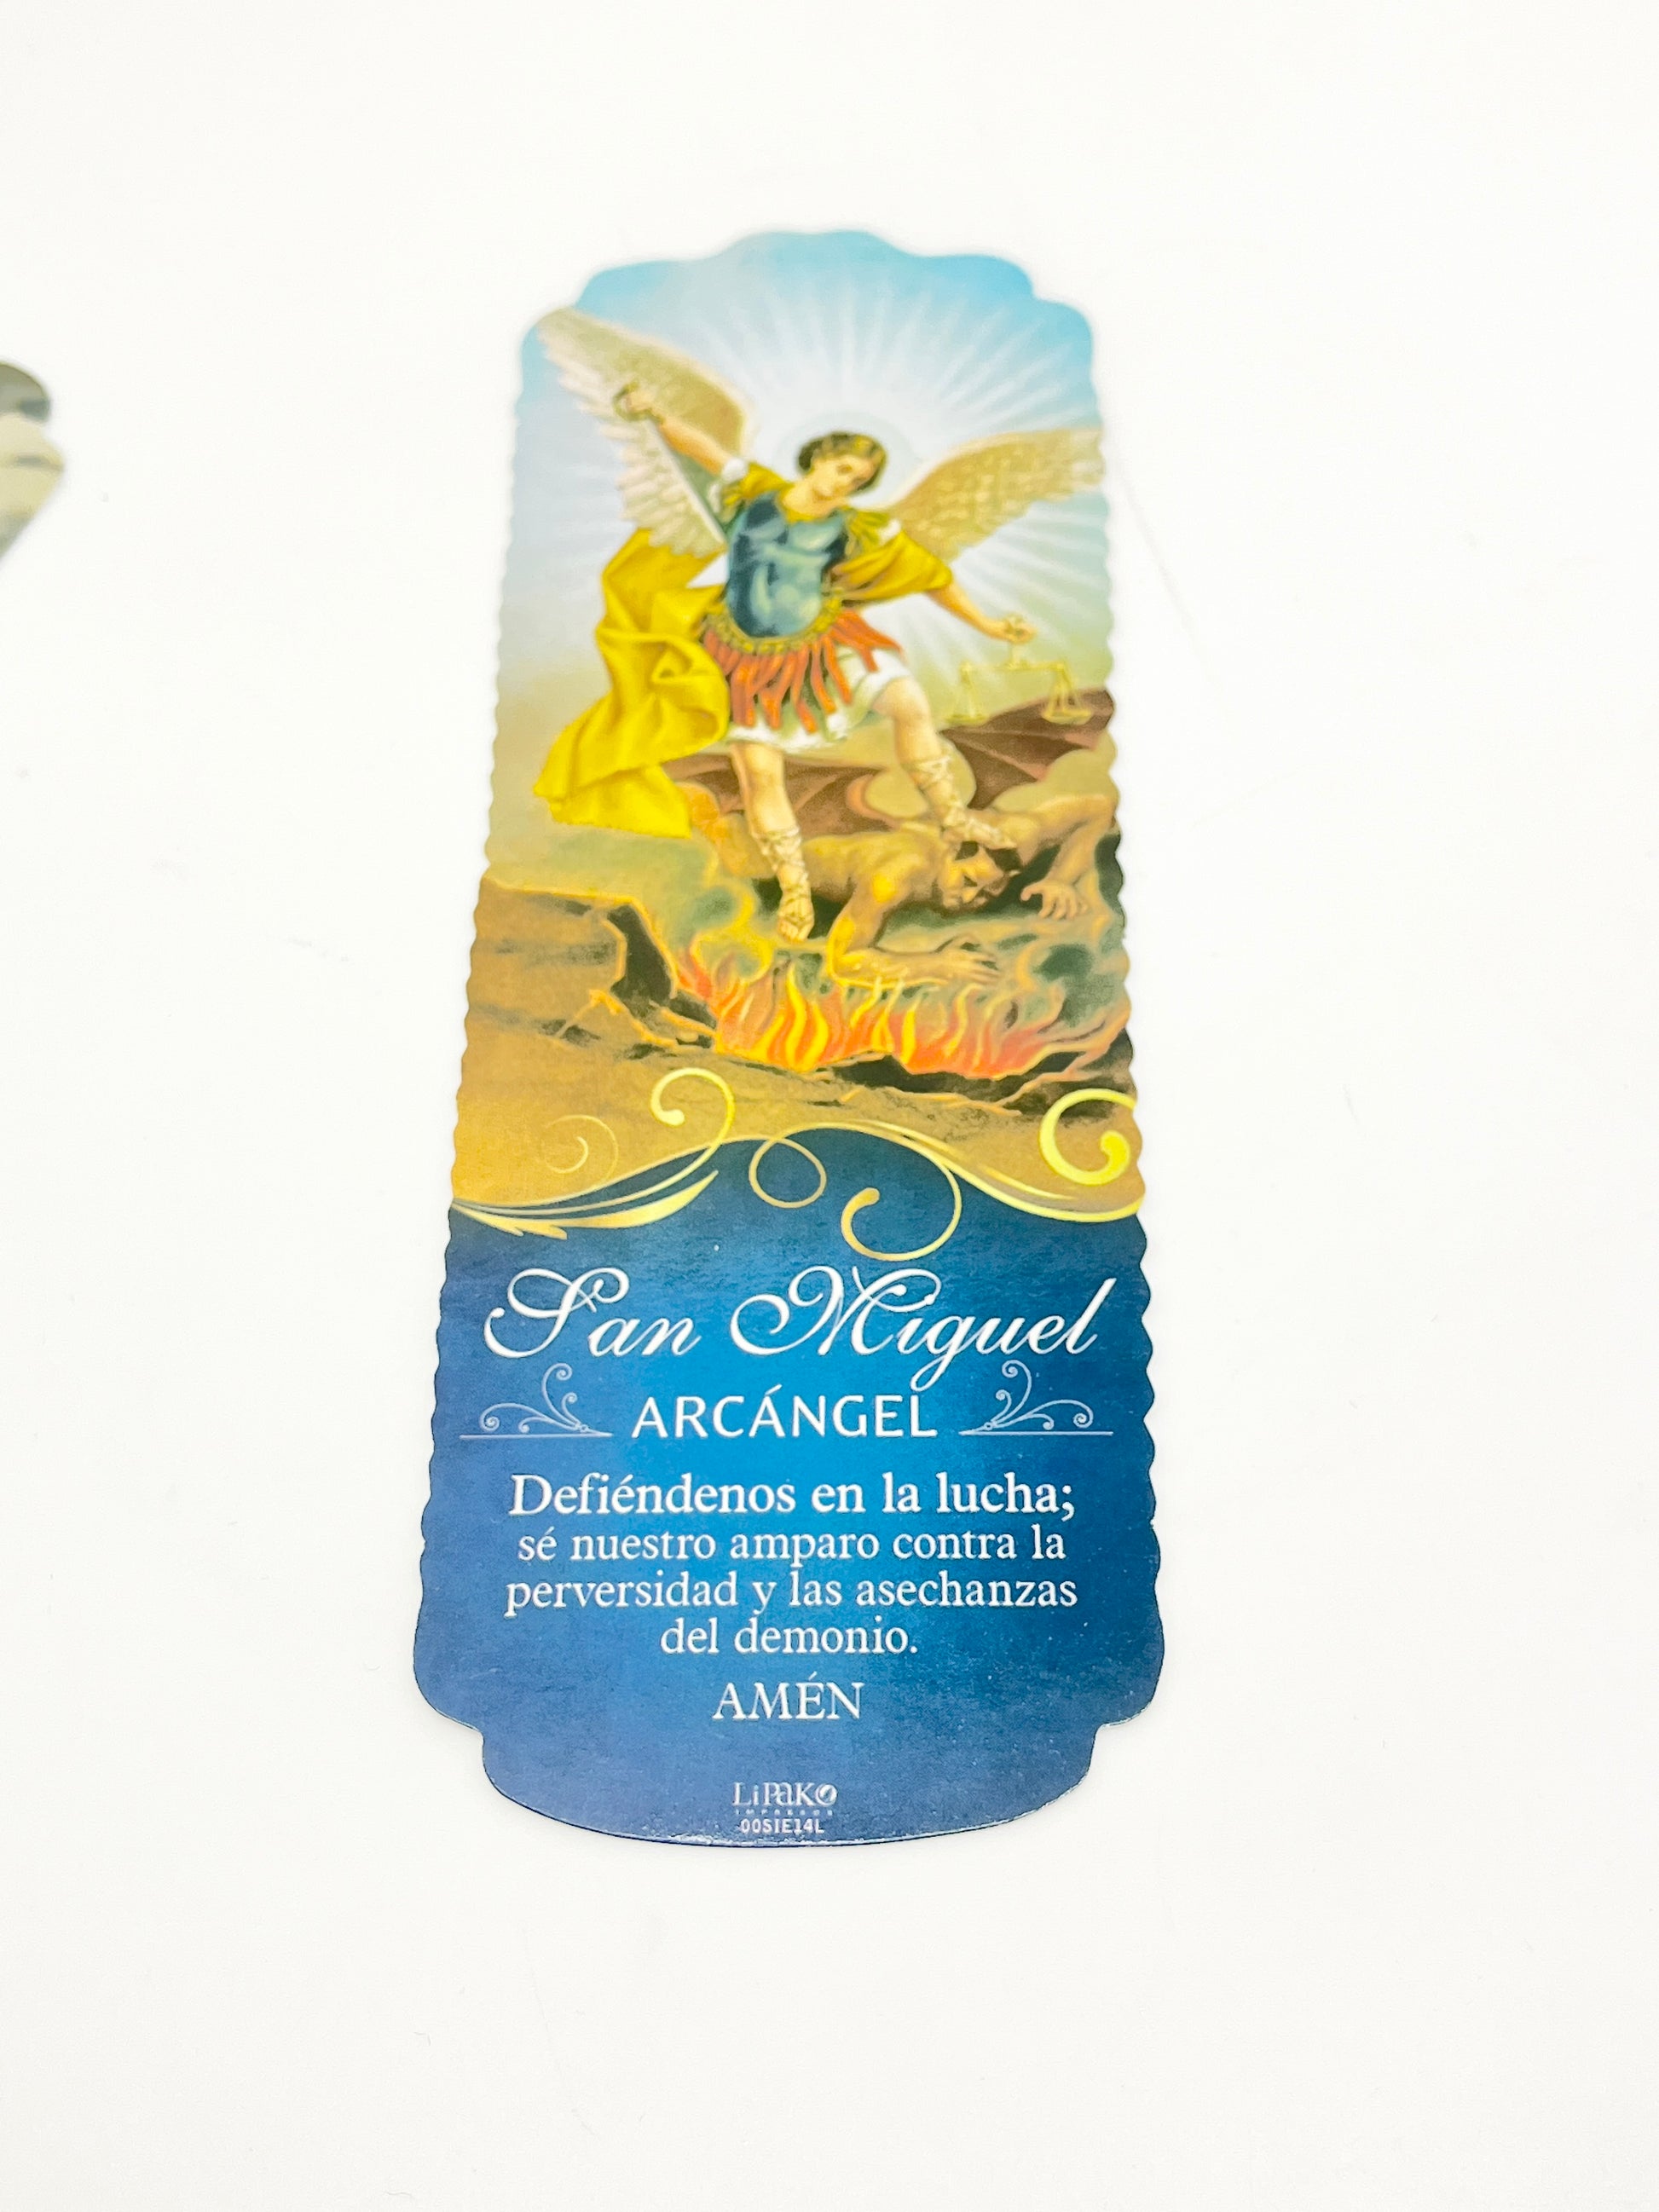 San Miguel
ARCÁNGEL
Defiéndenos en la lucha;
sé nuestro amparo contra la
perversidad y las asechanzas
del demonio.
AMÉN
LiPaKO
IMPRESOS
00SIE14L